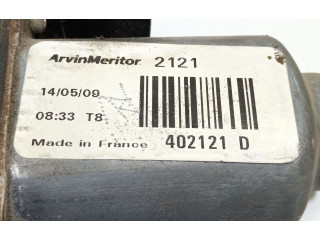 ArvinMeritor 2121
14/05/09
08:33 T8
Made in France 402121 D